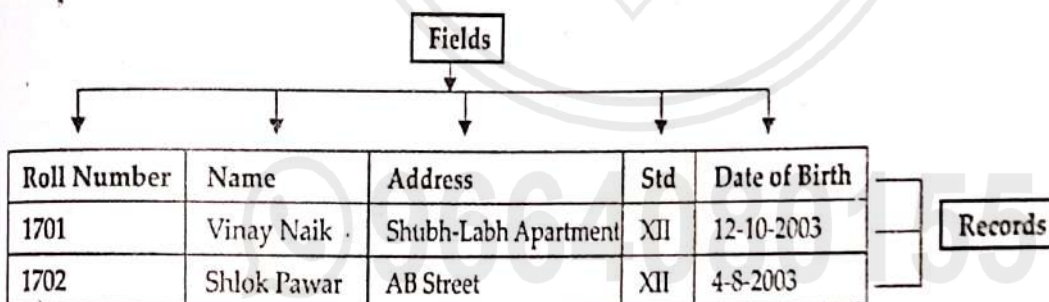 Fields
Roll Number Name Address Std Date of Birth
1701 Vinay Naik Shubh-Labh Apartment XII 12-10-2003
1702 Shlok Pawar AB Street XII 4-8-2003
Records
9664080155